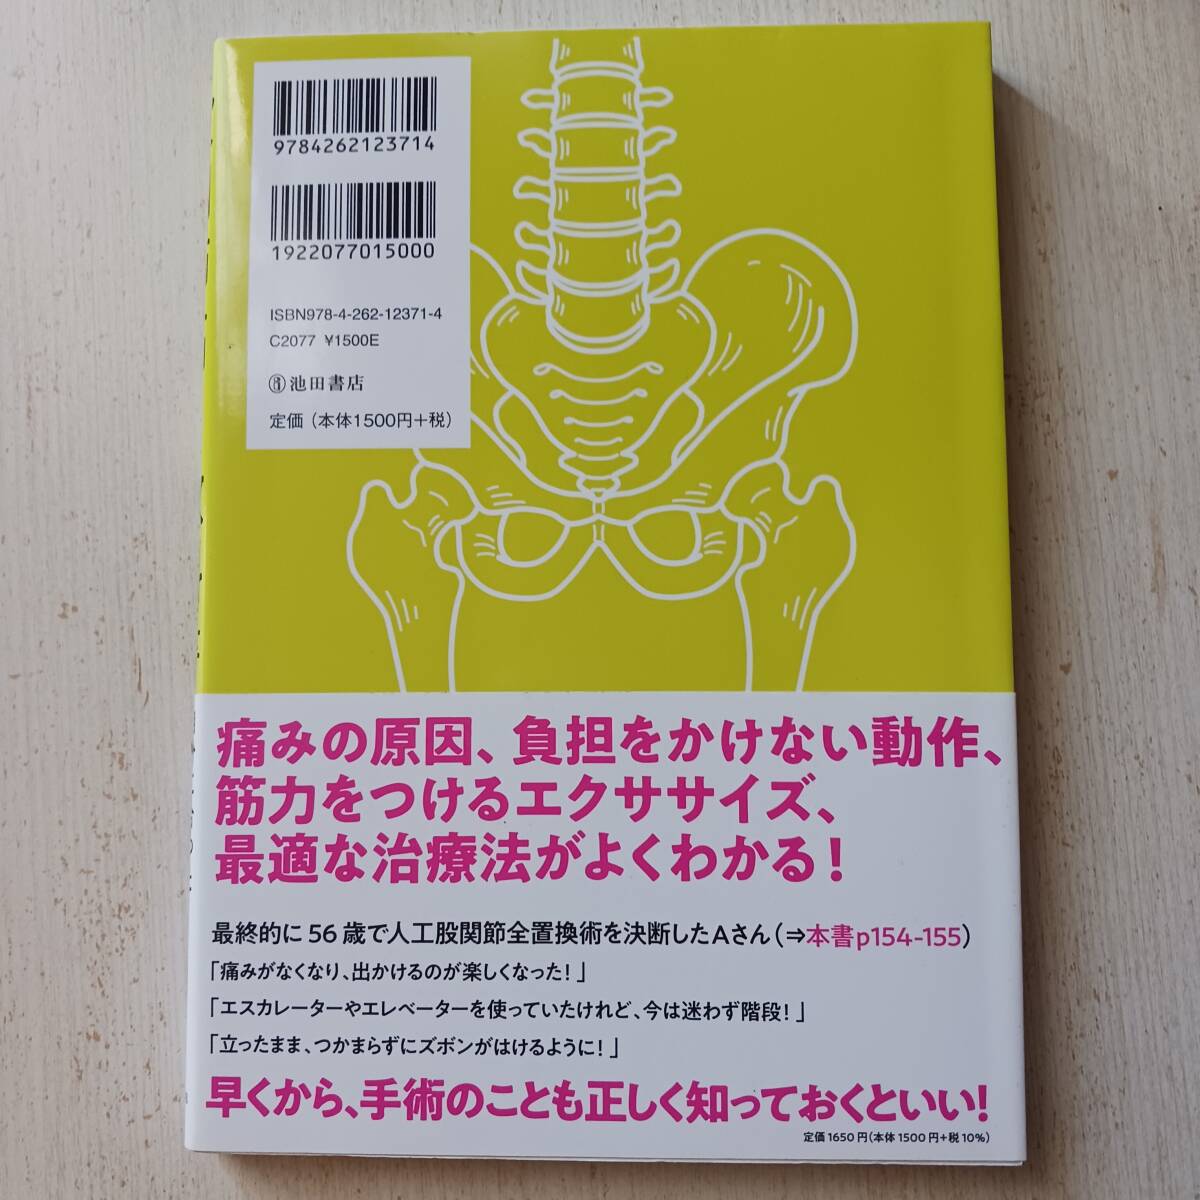 9784262123714
1922077015000
ISBN978-4-262-12371-4
C2077 ¥1500E
池田書店
定価（本体1500円＋税）
痛みの原因、負担をかけない動作、
筋力をつけるエクササイズ、
最適な治療法がよくわかる！
最終的に56歳で人工股関節全置換術を決断したAさん（⇒本書p154-155）
「痛みがなくなり、出かけるのが楽しくなった！」
「エスカレーターやエレベーターを使っていたけれど、今は迷わず階段！」
「立ったまま、つかまらずにズボンがはけるように！」
早くから、手術のことも正しく知っておくといい！
定価1650円（本体1500円＋税10%）